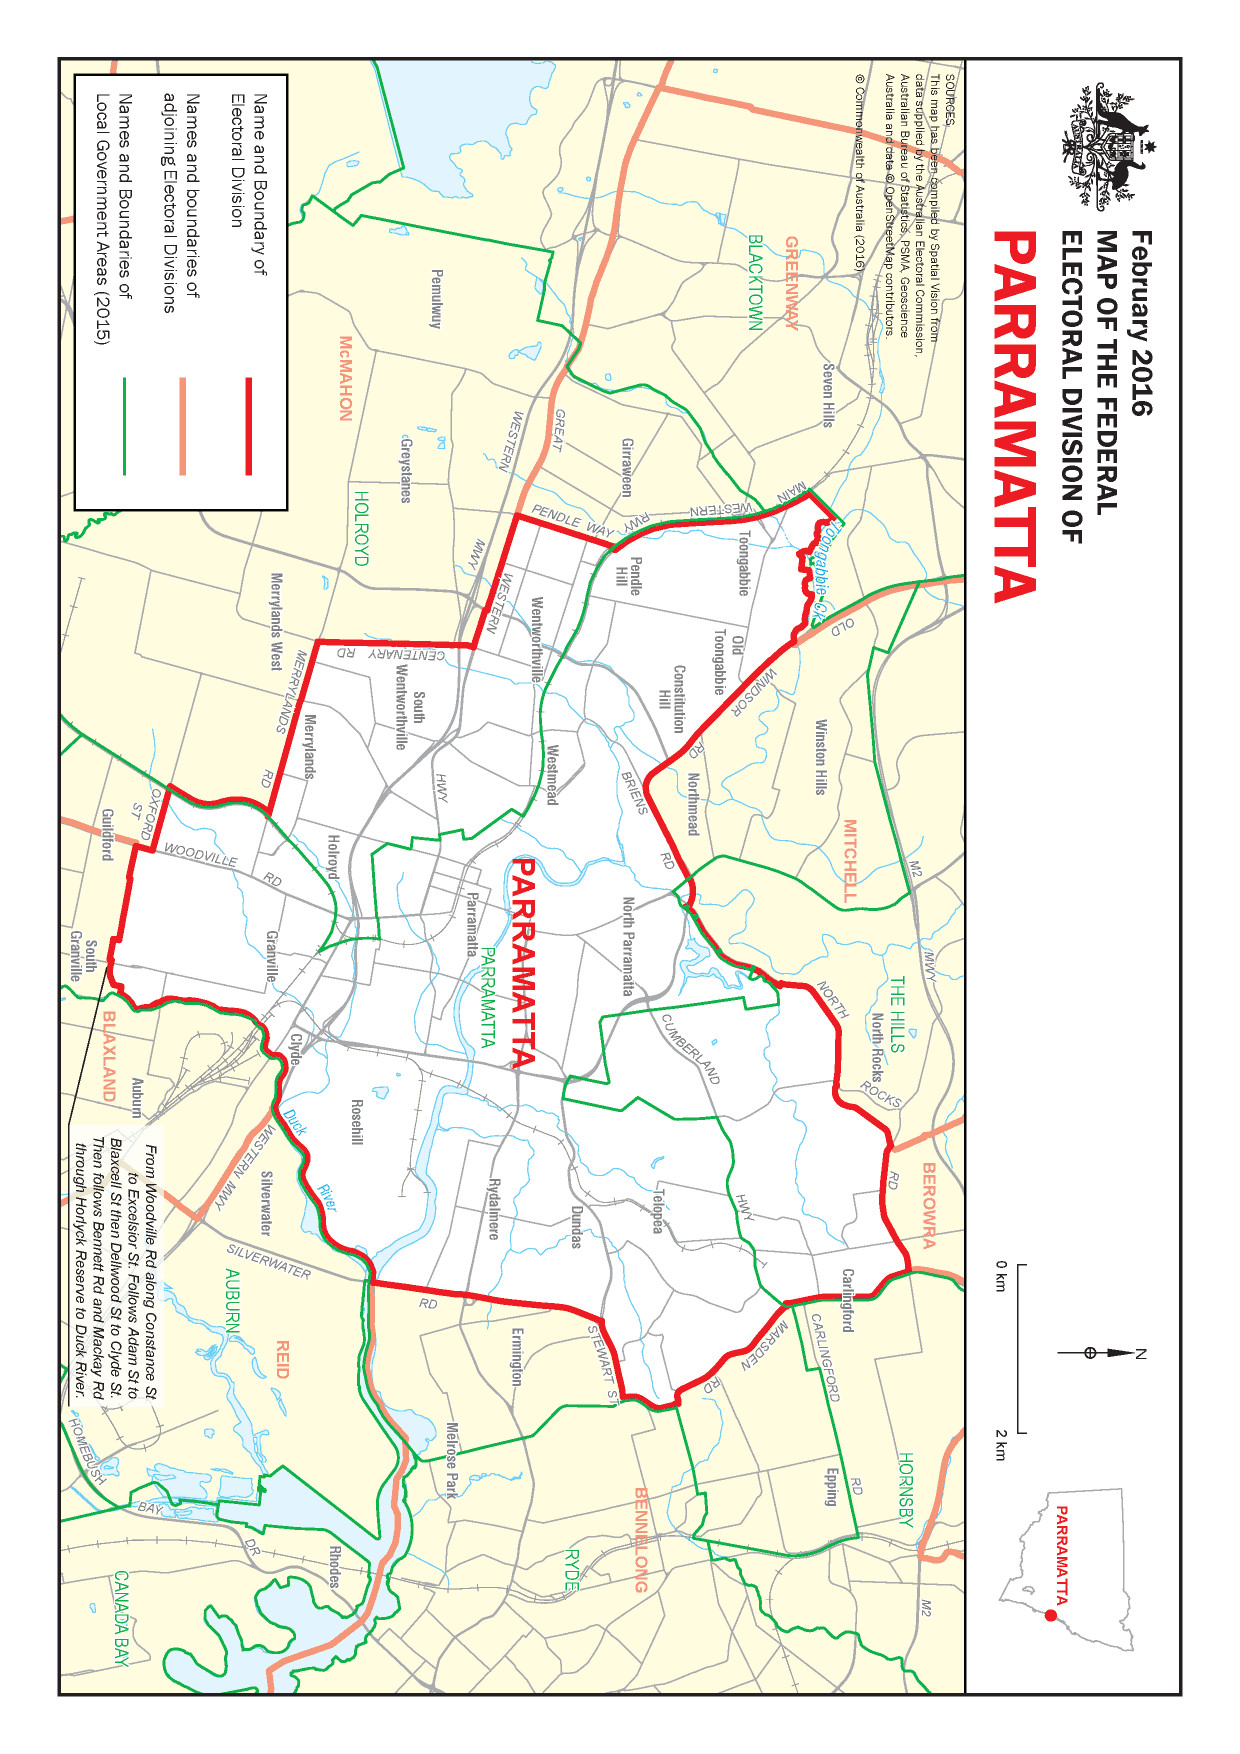 February 2016
MAP OF THE FEDERAL
ELECTORAL DIVISION OF
PARRAMATTA
0 km
2 km
N
PARRAMATTA
SOURCES
This map has been compiled by Spatial Vision from
data supplied by the Australian Electoral Commission,
Australian Bureau of Statistics, PSMA, Geoscience
Australia and data © OpenStreetMap contributors.
© Commonwealth of Australia (2016)
GREENWAY
BLACKTOWN
Seven Hills
MAIN
WESTERN
RWY
Toongabbie Ck
OLD
WINDSOR
RD
Winston Hills
MITCHELL
M2
MWY
THE HILLS
North Rocks
NORTH
ROCKS
RD
BEROWRA
Carlingford
CARLINGFORD
RD
MARSDEN
RD
HORNSBY
Epping
M2
Girraween
Toongabbie
Old
Toongabbie
Constitution
Hill
Northmead
BRIENS
RD
North Parramatta
CUMBERLAND
HWY
Telopea
Dundas
STEWART ST
BENNELONG
RYDE
Pendle
Hill
PENDLE WAY
GREAT
WESTERN
HWY
WESTERN
MWY
Wentworthville
Westmead
PARRAMATTA
Parramatta
PARRAMATTA
Rydalmere
Ermington
Melrose Park
Pemulwuy
McMAHON
Greystanes
HOLROYD
CENTENARY RD
South
Wentworthville
Merrylands West
MERRYLANDS
RD
Merrylands
Holroyd
Granville
Clyde
Rosehill
Duck
River
WESTERN MWY
Silverwater
SILVERWATER
RD
AUBURN
REID
Rhodes
OXFORD
ST
Guildford
WOODVILLE
RD
South
Granville
BLAXLAND
Auburn
HOMEBUSH
BAY
DR
CANADA BAY
From Woodville Rd along Constance St
to Excelsior St. Follows Adam St to
Blaxcell St then Dellwood St to Clyde St.
Then follows Bennett Rd and Mackay Rd
through Horlyck Reserve to Duck River.
Name and Boundary of
Electoral Division
Names and boundaries of
adjoining Electoral Divisions
Names and Boundaries of
Local Government Areas (2015)